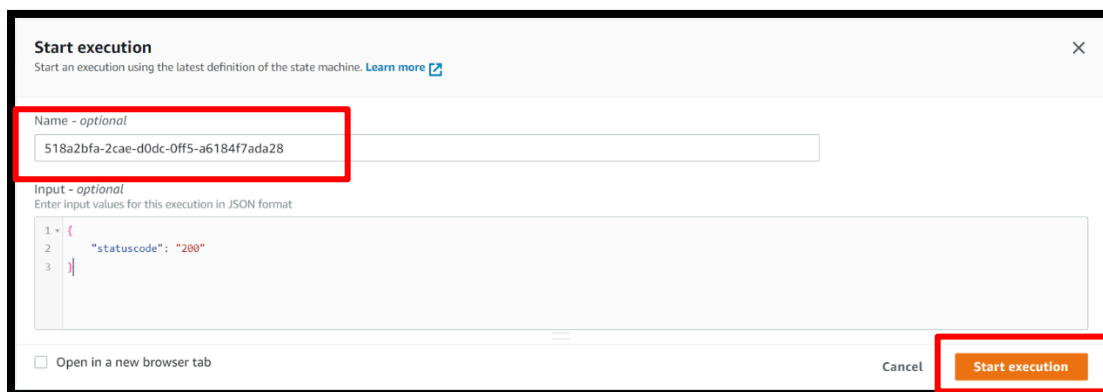 Start execution
Start an execution using the latest definition of the state machine. Learn more
Name - optional
518a2bfa-2cae-d0dc-0ff5-a6184f7ada28
Input - optional
Enter input values for this execution in JSON format
1 {
2 "statuscode": "200"
3 }
Open in a new browser tab
Cancel
Start execution